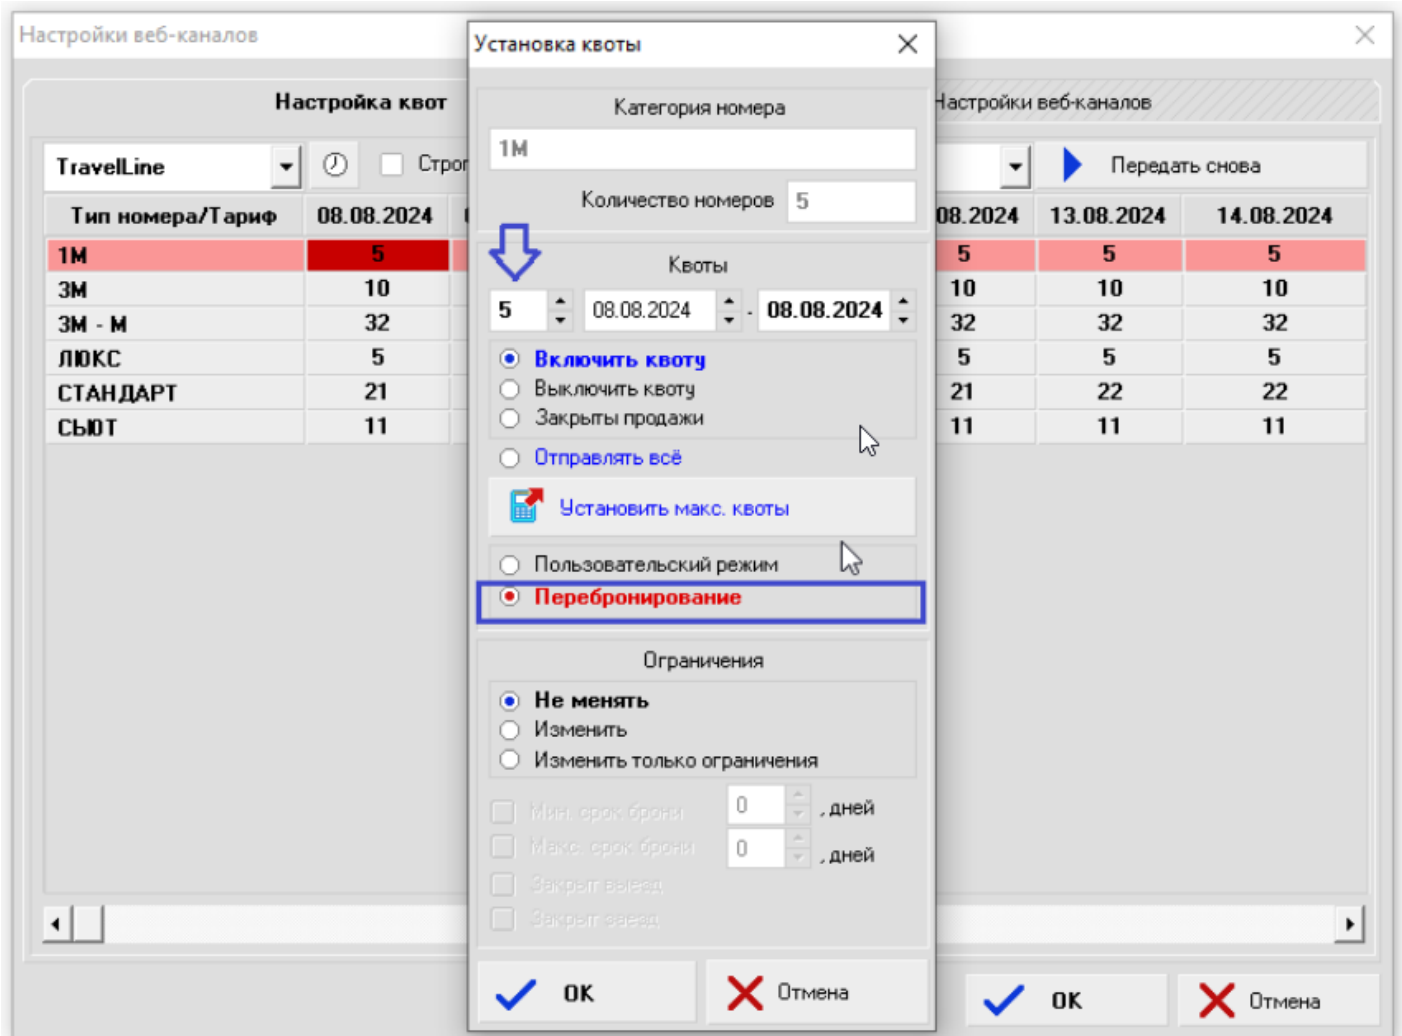 Настройки веб-каналов
Установка квоты
Настройка квот
Категория номера
Настройки веб-каналов
1М
TravelLine
Передать снова
Количество номеров 5
Тип номера/Тариф 08.08.2024 08.2024 13.08.2024 14.08.2024
1М 5 5 5 5
Квоты
3М 10 10 10 10
5 08.08.2024 - 08.08.2024
3М - М 32 32 32 32
ЛЮКС 5 5 5 5
Включить квоту
СТАНДАРТ 21 21 22 22
Выключить квоту
СЬЮТ 11 11 11 11
Закрыты продажи
Отправлять всё
Установить макс. квоты
Пользовательский режим
Перебронирование
Ограничения
Не менять
Изменить
Изменить только ограничения
Мин. срок брони 0 , дней
Макс. срок брони 0 , дней
Закрыт выезд
Закрыт заезд
OK Отмена
OK Отмена